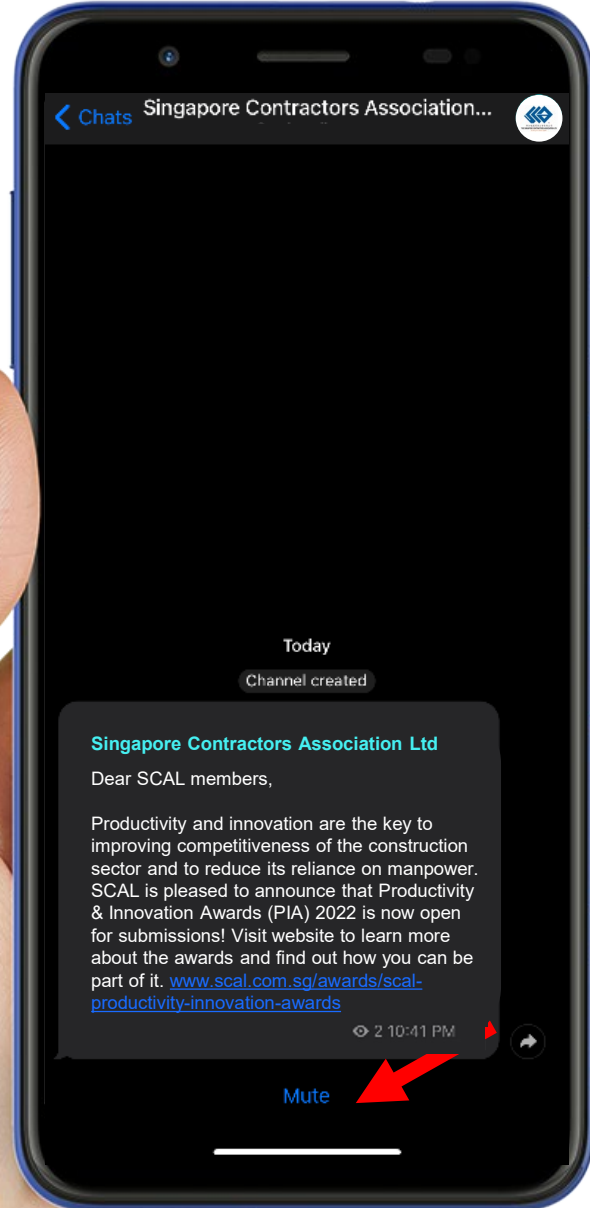 Chats
Singapore Contractors Association...
Today
Channel created
Singapore Contractors Association Ltd
Dear SCAL members,
Productivity and innovation are the key to
improving competitiveness of the construction
sector and to reduce its reliance on manpower.
SCAL is pleased to announce that Productivity
& Innovation Awards (PIA) 2022 is now open
for submissions! Visit website to learn more
about the awards and find out how you can be
part of it. www.scal.com.sg/awards/scal-
productivity-innovation-awards
2 10:41 PM
Mute